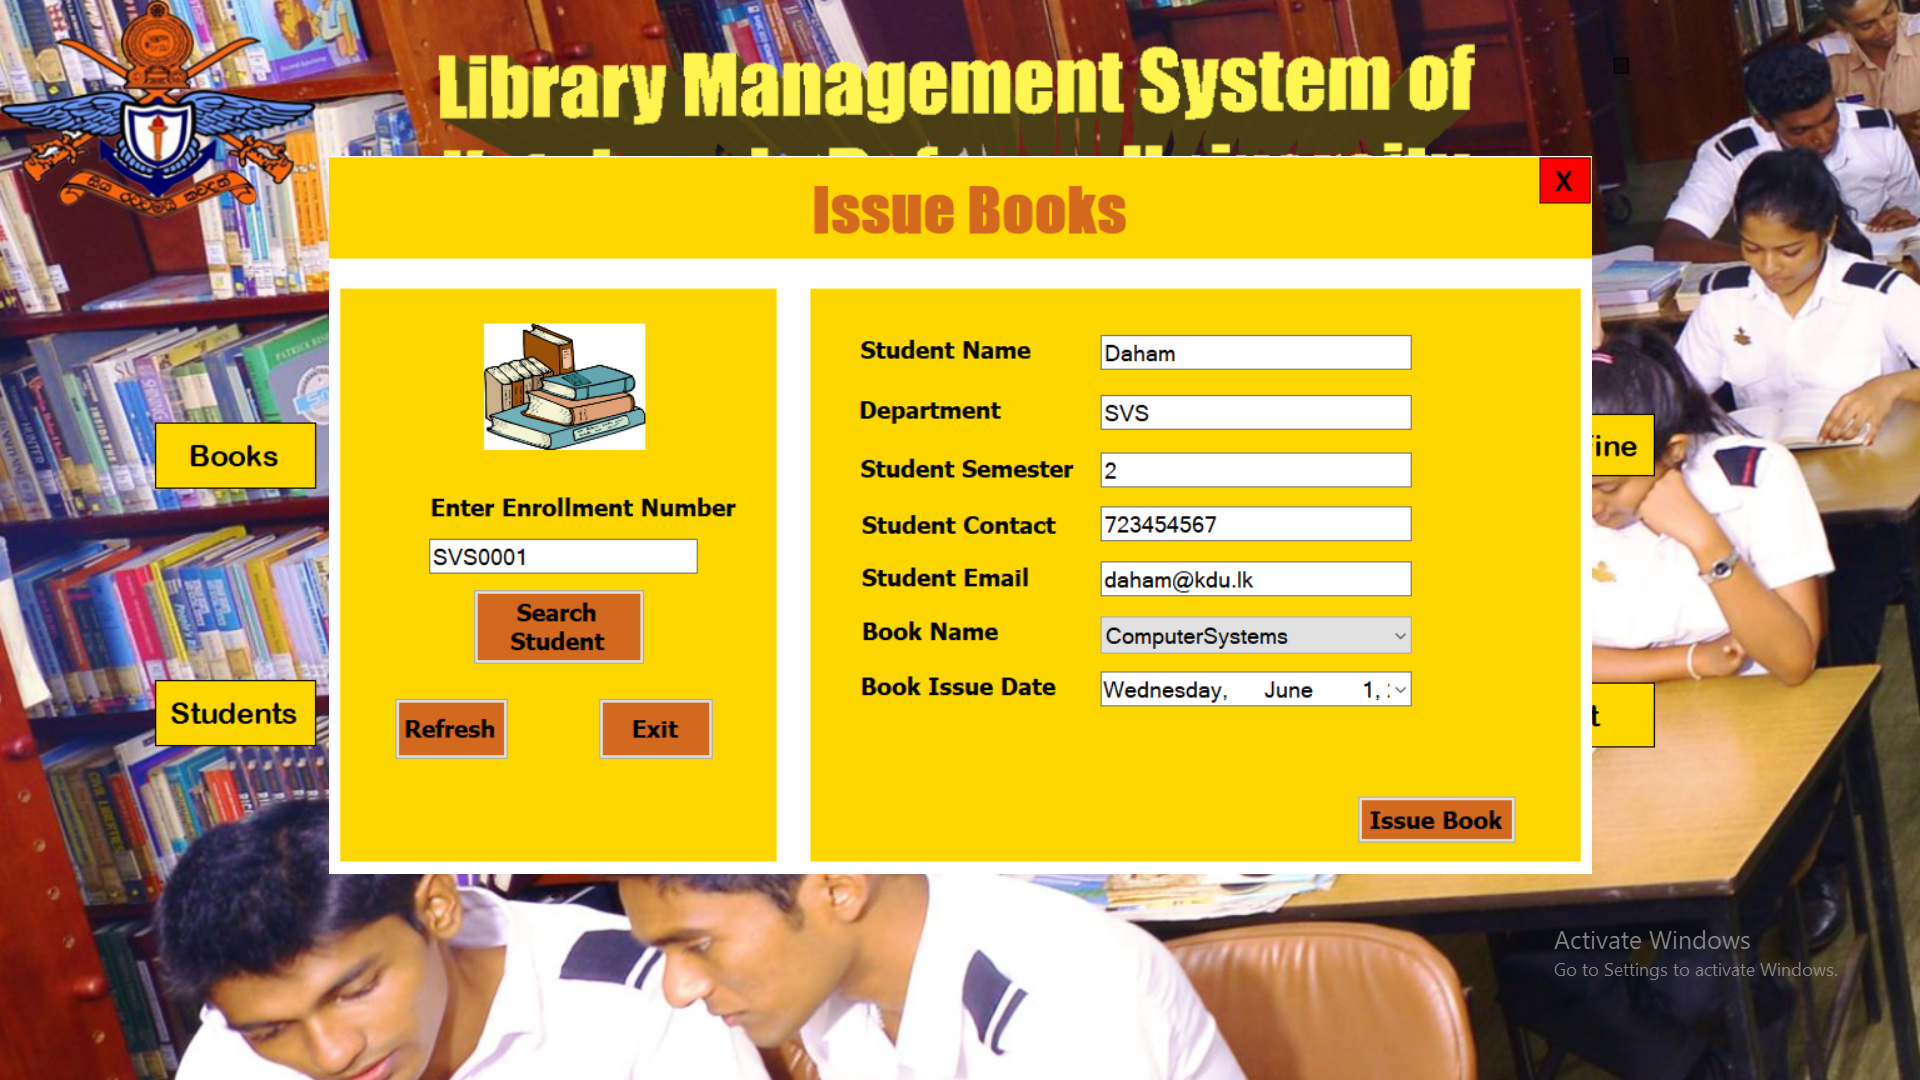 Library Management System of
Issue Books
X
Student Name
Daham
Department
SVS
Student Semester
2
Student Contact
723454567
Student Email
daham@kdu.lk
Book Name
ComputerSystems
Book Issue Date
Wednesday, June 1,
Enter Enrollment Number
SVS0001
Search
Student
Refresh
Exit
Issue Book
Books
Students
ine
t
Activate Windows
Go to Settings to activate Windows.